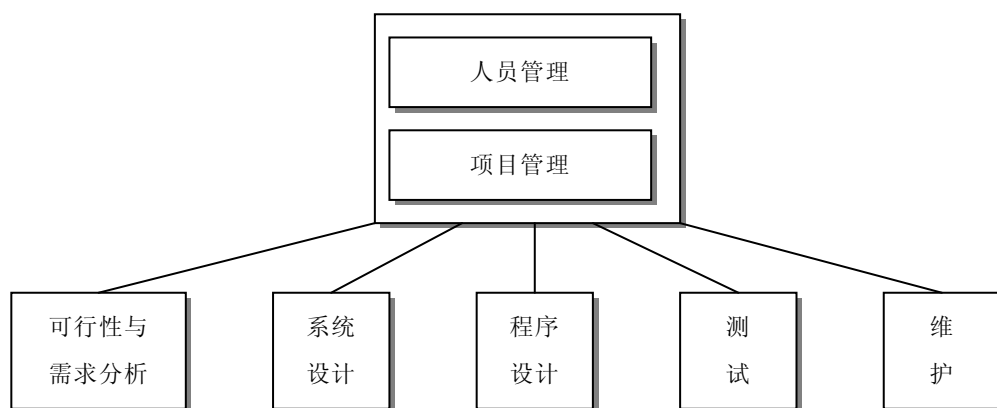 人员管理
项目管理
可行性与
需求分析
系统
设计
程序
设计
测
试
维
护